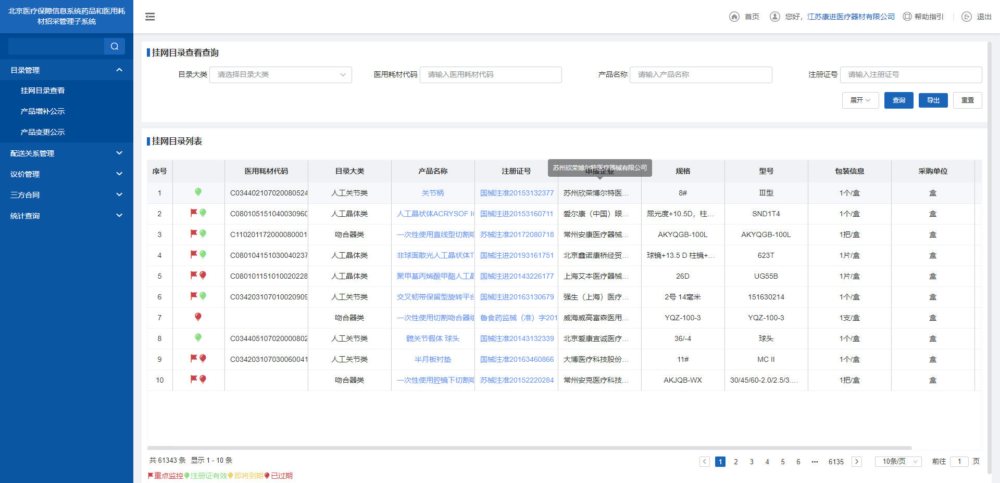 北京医疗保障信息系统药品和医用耗
材招采管理子系统
首页 您好，江苏康进医疗器材有限公司 帮助指引 退出
目录管理
挂网目录查看
产品增补公示
产品变更公示
配送关系管理
议价管理
三方合同
统计查询
挂网目录查看查询
目录大类 请选择目录大类 医用耗材代码 请输入医用耗材代码 产品名称 请输入产品名称 注册证号 请输入注册证号
展开 查询 导出 重置
挂网目录列表
苏州欣荣博尔特医疗器械有限公司
序号 医用耗材代码 目录大类 产品名称 注册证号 申报企业 规格 型号 包装信息 采购单位
1 C034402107020080524 人工关节类 关节柄 国械注准20153132377 苏州欣荣博尔特医... 8# Ⅲ型 1个/盒 盒
2 C080105151040030960 人工晶体类 人工晶状体ACRYSOF 国械注进20153160711 爱尔康（中国）眼... 屈光度+10.5D，柱... SND1T4 1个/盒 盒
3 C110201172000080001 吻合器类 一次性使用直线型切割吻 苏械注准20172080718 常州安康医疗器械... AKYQGB-100L AKYQGB-100L 1把/盒 盒
4 C080104151030040237 人工晶体类 非球面散光人工晶状体T 国械注进20193161751 北京鑫诺康桥经贸... 球镜+13.5 D 柱镜+... 623T 1片/盒 盒
5 C080101151010020228 人工晶体类 聚甲基丙烯酸甲酯人工晶 国械注进20143226177 上海艾本医疗器械... 26D UG55B 1片/盒 盒
6 C034203107010020909 人工关节类 交叉韧带保留型旋转平台 国械注进20163130679 强生（上海）医疗... 2号 14毫米 151630214 1个/盒 盒
7 吻合器类 一次性使用切割吻合器组 鲁食药监械（准）字201 威海威高富森医用... YQZ-100-3 YQZ-100-3 1支/盒 盒
8 C034405107020000802 人工关节类 髋关节假体 球头 国械注准20143132339 北京爱康宜诚医疗... 36/-4 球头 1个/盒 盒
9 C034203107030060041 人工关节类 半月板衬垫 国械注准20163460866 大博医疗科技股份... 11# MC II 1个/盒 盒
10 吻合器类 一次性使用腔镜下切割吻 苏械注准20152220284 常州安克医疗科技... AKJQB-WX 30/45/60-2.0/2.5/3.... 1把/盒 盒
共 61343 条 显示 1 - 10 条
1 2 3 4 5 6 ••• 6135 10条/页 前往 1 页
重点监控 注册证有效 即将到期 已过期